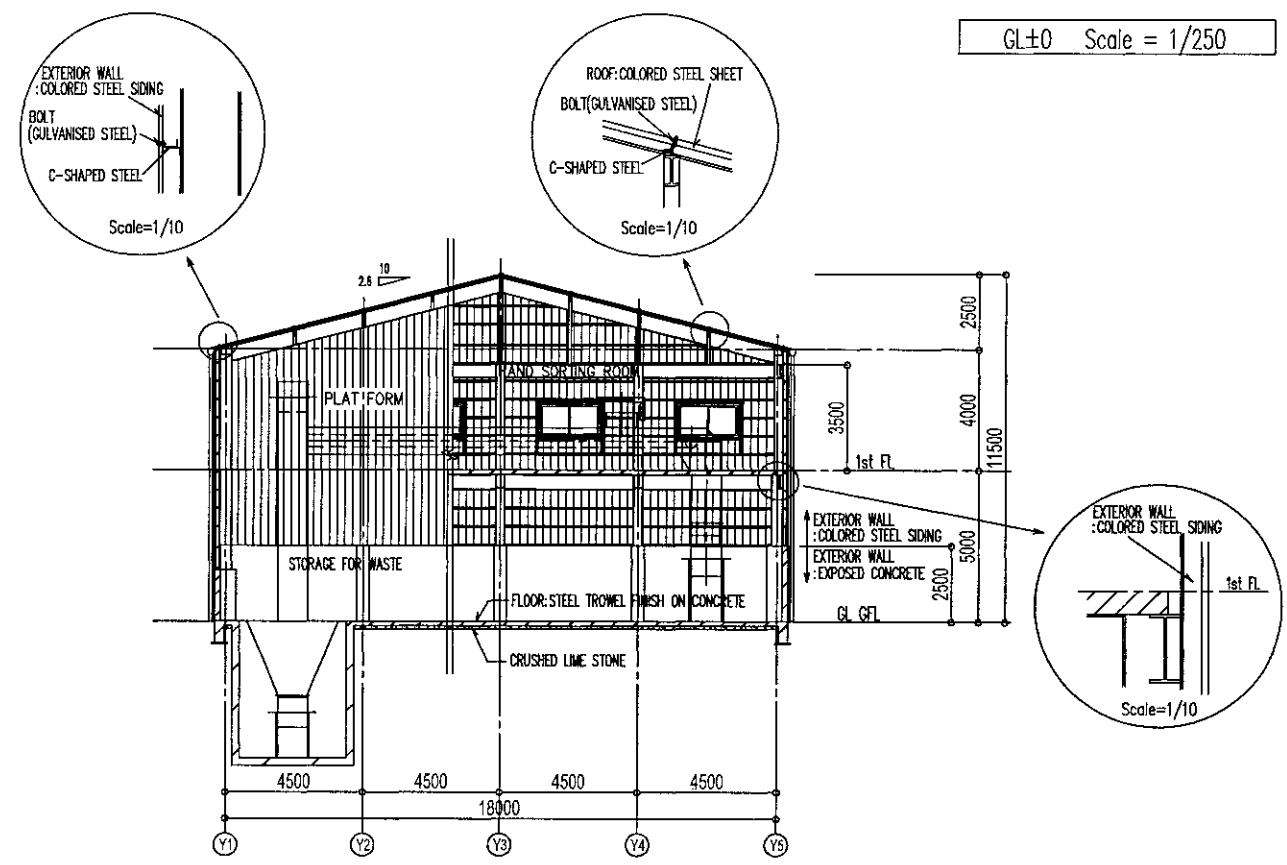 GL±0 Scale = 1/250
EXTERIOR WALL
:COLORED STEEL SIDING
BOLT
(GULVANISED STEEL)
C-SHAPED STEEL
Scale=1/10
ROOF:COLORED STEEL SHEET
BOLT(GULVANISED STEEL)
C-SHAPED STEEL
Scale=1/10
10
2.6
2500
PLAT FORM
HAND SORTING ROOM
3500
4000
11500
1st FL
EXTERIOR WALL
:COLORED STEEL SIDING
EXTERIOR WALL
:EXPOSED CONCRETE
2500
5000
STORAGE FOR WASTE
FLOOR:STEEL TROWEL FINISH ON CONCRETE
GL GFL
CRUSHED LIME STONE
EXTERIOR WALL
:COLORED STEEL SIDING
1st FL
Scale=1/10
4500 4500 4500 4500
18000
Y1 Y2 Y3 Y4 Y5